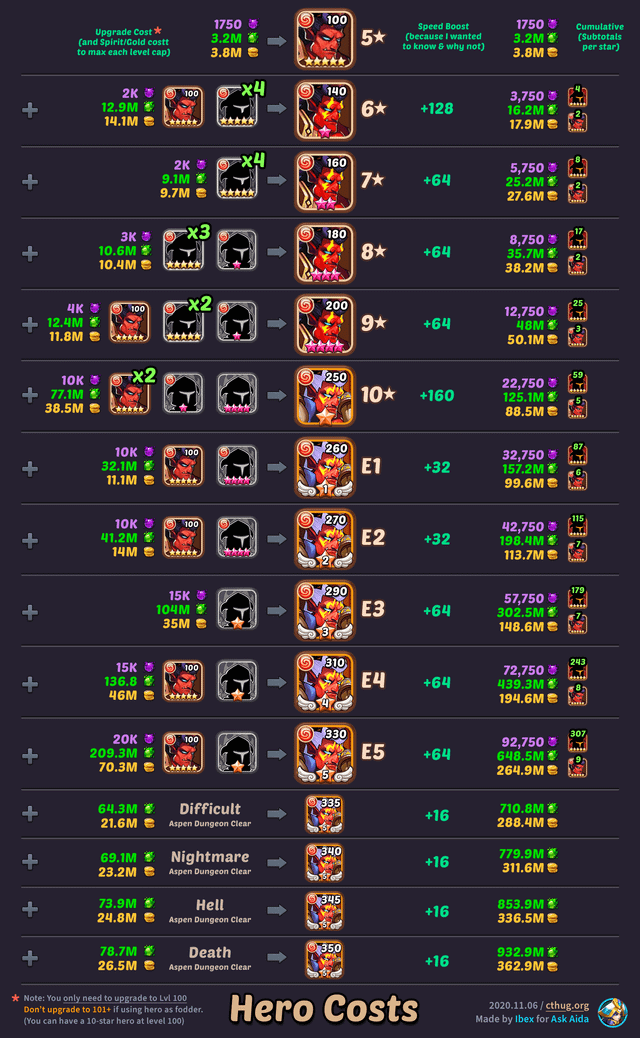 Upgrade Cost*
(and Spirit/Gold costt
to max each level cap)
1750
3.2M
3.8M
100
5★
Speed Boost
(because I wanted
to know & why not)
1750
3.2M
3.8M
Cumulative
(Subtotals
per star)
+
2K
12.9M
14.1M
100
x4
140
6★
+128
3,750
16.2M
17.9M
4
2
+
2K
9.1M
9.7M
x4
160
7★
+64
5,750
25.2M
27.6M
8
2
+
3K
10.6M
10.4M
x3
180
8★
+64
8,750
35.7M
38.2M
17
2
+
4K
12.4M
11.8M
100
x2
200
9★
+64
12,750
48M
50.1M
25
3
+
10K
77.1M
38.5M
x2
100
250
10★
+160
22,750
125.1M
88.5M
59
5
+
10K
32.1M
11.1M
100
260
1
E1
+32
32,750
157.2M
99.6M
87
6
+
10K
41.2M
14M
100
270
2
E2
+32
42,750
198.4M
113.7M
115
7
+
15K
104M
35M
290
3
E3
+64
57,750
302.5M
148.6M
179
7
+
15K
136.8
46M
100
310
4
E4
+64
72,750
439.3M
194.6M
243
8
+
20K
209.3M
70.3M
100
330
5
E5
+64
92,750
648.5M
264.9M
307
9
+
64.3M
21.6M
Difficult
Aspen Dungeon Clear
335
5
+16
710.8M
288.4M
+
69.1M
23.2M
Nightmare
Aspen Dungeon Clear
340
5
+16
779.9M
311.6M
+
73.9M
24.8M
Hell
Aspen Dungeon Clear
345
5
+16
853.9M
336.5M
+
78.7M
26.5M
Death
Aspen Dungeon Clear
350
5
+16
932.9M
362.9M
* Note: You only need to upgrade to Lvl 100
Don't upgrade to 101+ if using hero as fodder.
(You can have a 10-star hero at level 100)
Hero Costs
2020.11.06 / cthug.org
Made by Ibex for Ask Aida